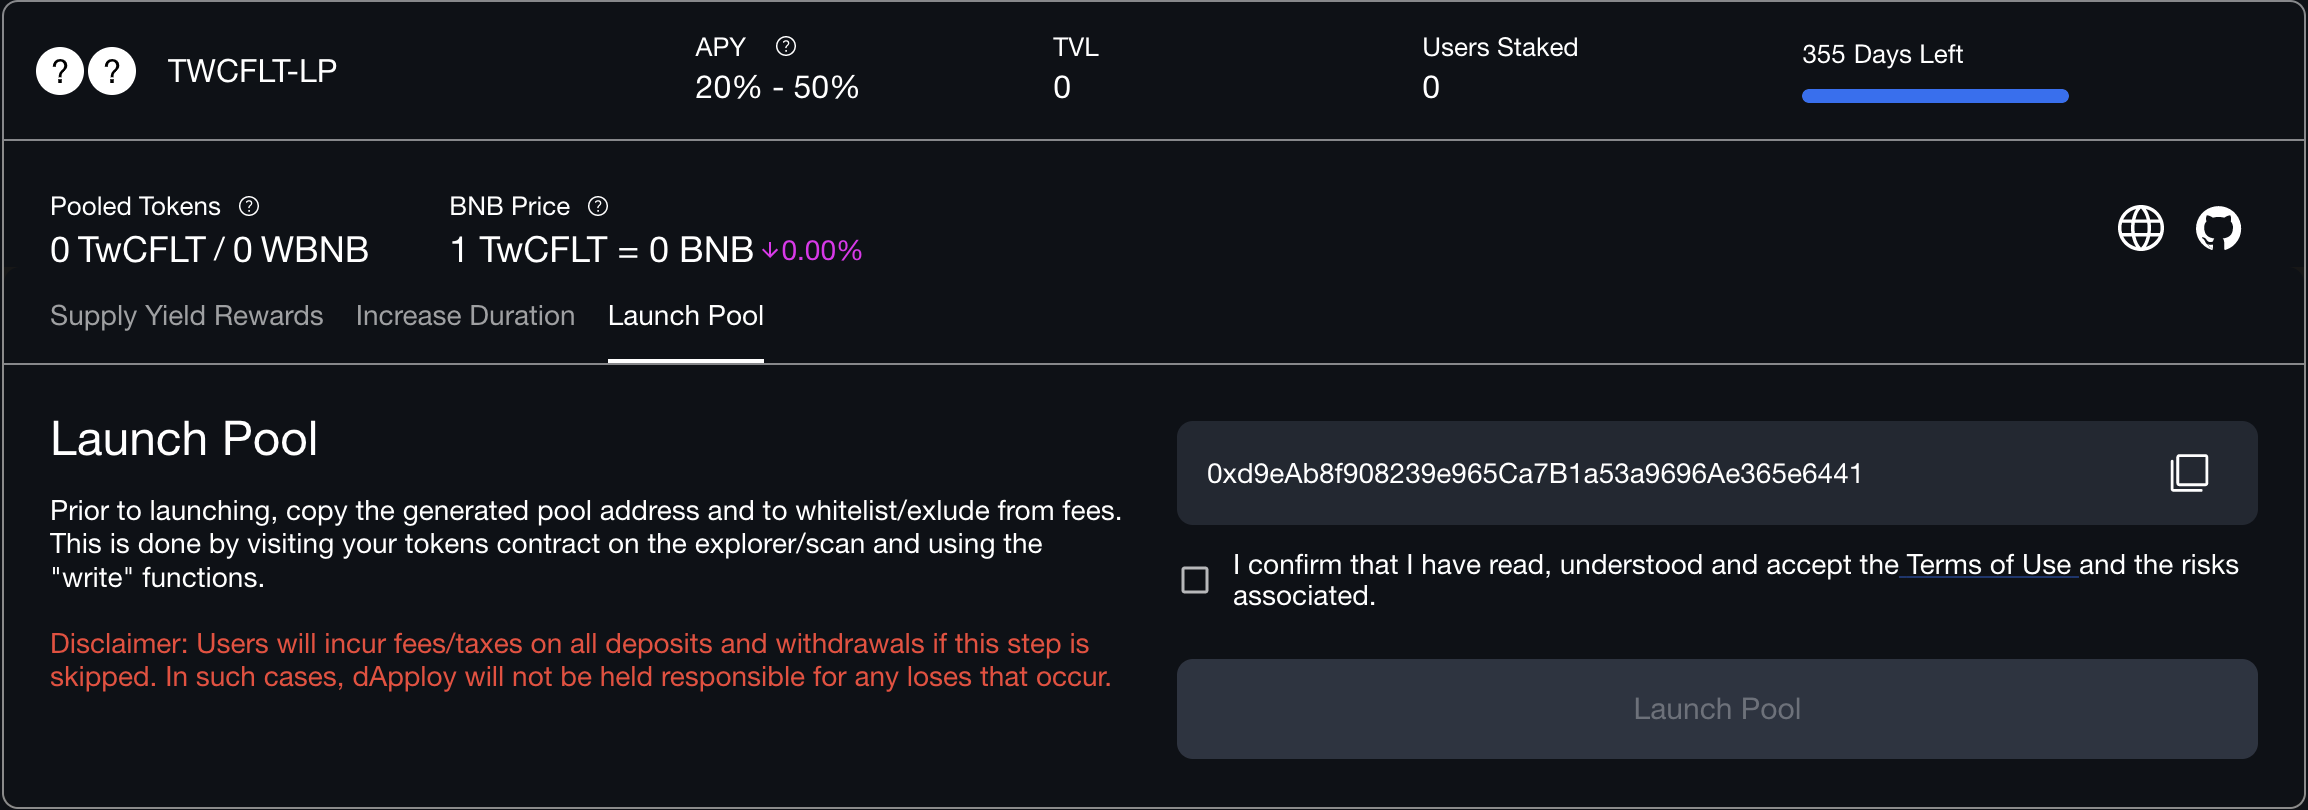 ? ? TWCFLT-LP
APY ?
20% - 50%
TVL
0
Users Staked
0
355 Days Left
Pooled Tokens ?
0 TwCFLT / 0 WBNB
BNB Price ?
1 TwCFLT = 0 BNB ↓0.00%
Supply Yield Rewards Increase Duration Launch Pool
Launch Pool
Prior to launching, copy the generated pool address and to whitelist/exlude from fees.
This is done by visiting your tokens contract on the explorer/scan and using the
"write" functions.
Disclaimer: Users will incur fees/taxes on all deposits and withdrawals if this step is
skipped. In such cases, dApploy will not be held responsible for any loses that occur.
0xd9eAb8f908239e965Ca7B1a53a9696Ae365e6441
I confirm that I have read, understood and accept the Terms of Use and the risks
associated.
Launch Pool